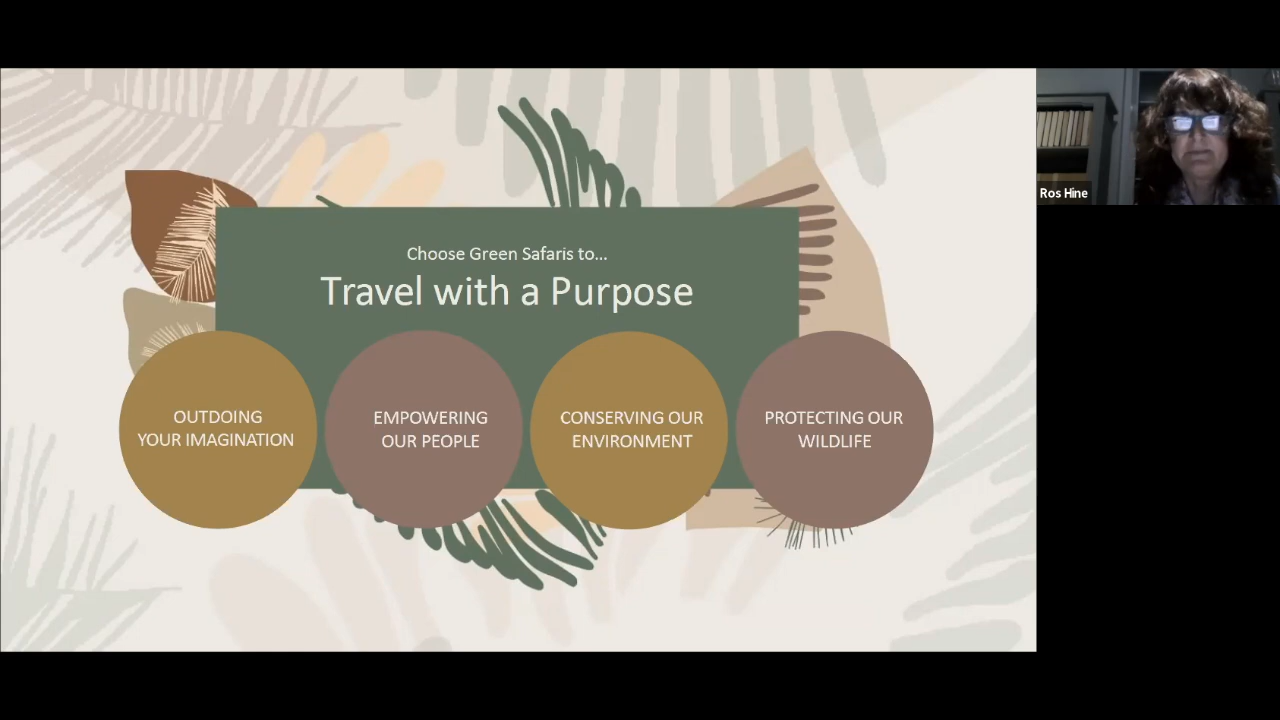 Choose Green Safaris to...
Travel with a Purpose
OUTDOING
YOUR IMAGINATION
EMPOWERING
OUR PEOPLE
CONSERVING OUR
ENVIRONMENT
PROTECTING OUR
WILDLIFE
Ros Hine